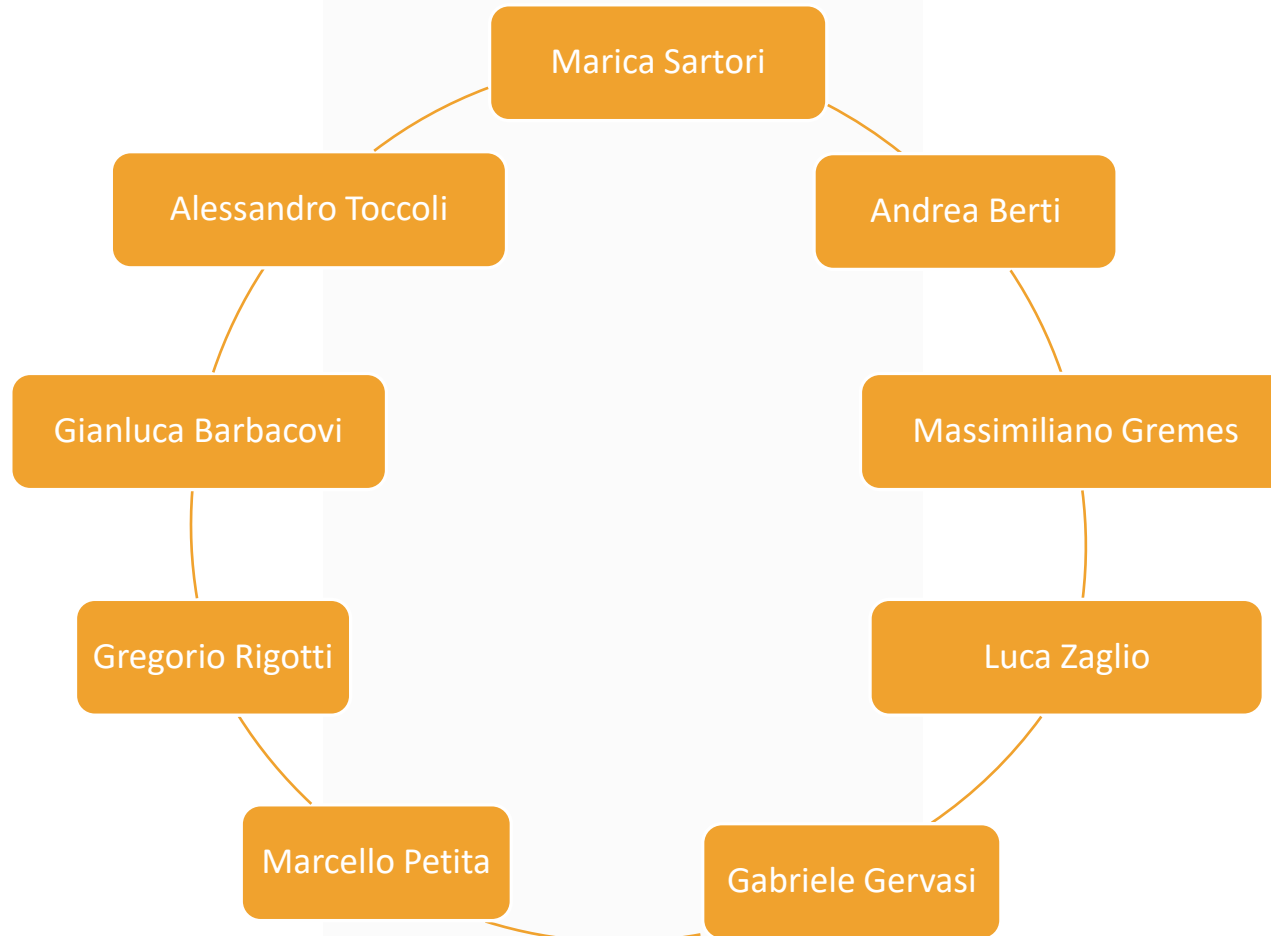 Marica Sartori
Alessandro Toccoli
Andrea Berti
Gianluca Barbacovi
Massimiliano Gremes
Gregorio Rigotti
Luca Zaglio
Marcello Petita
Gabriele Gervasi